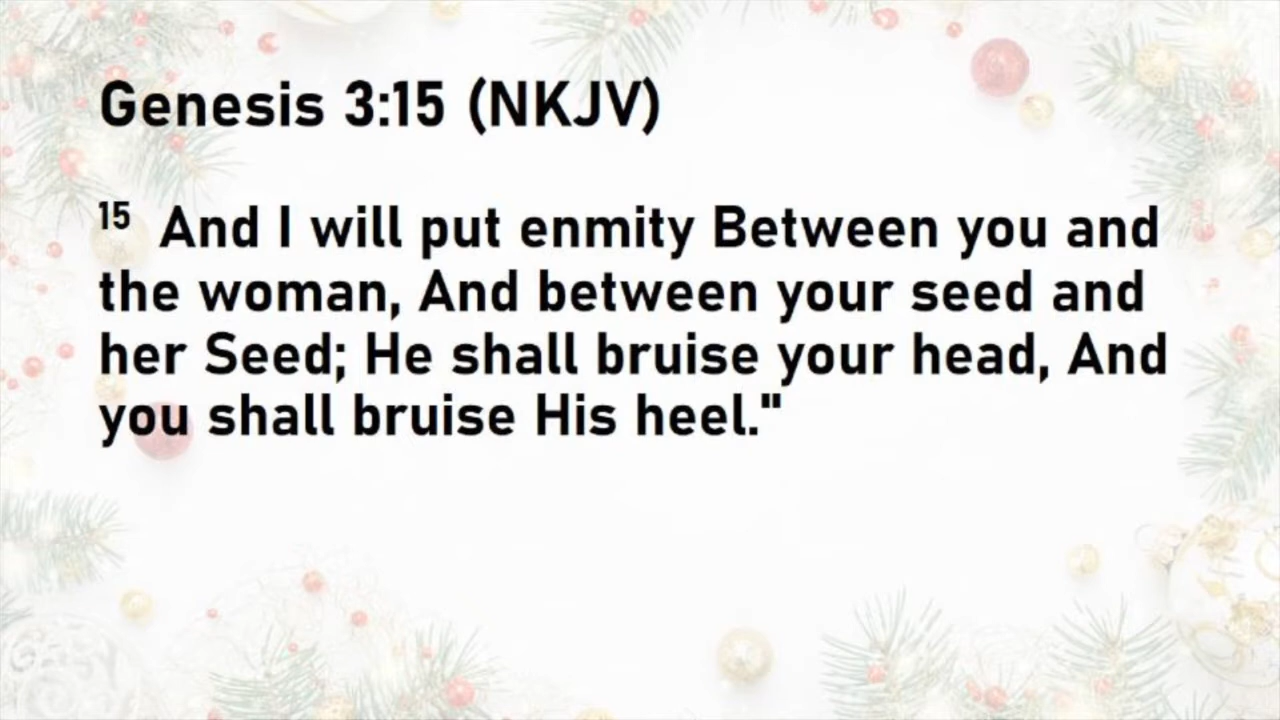 Genesis 3:15 (NKJV)
15 And I will put enmity Between you and
the woman, And between your seed and
her Seed; He shall bruise your head, And
you shall bruise His heel."